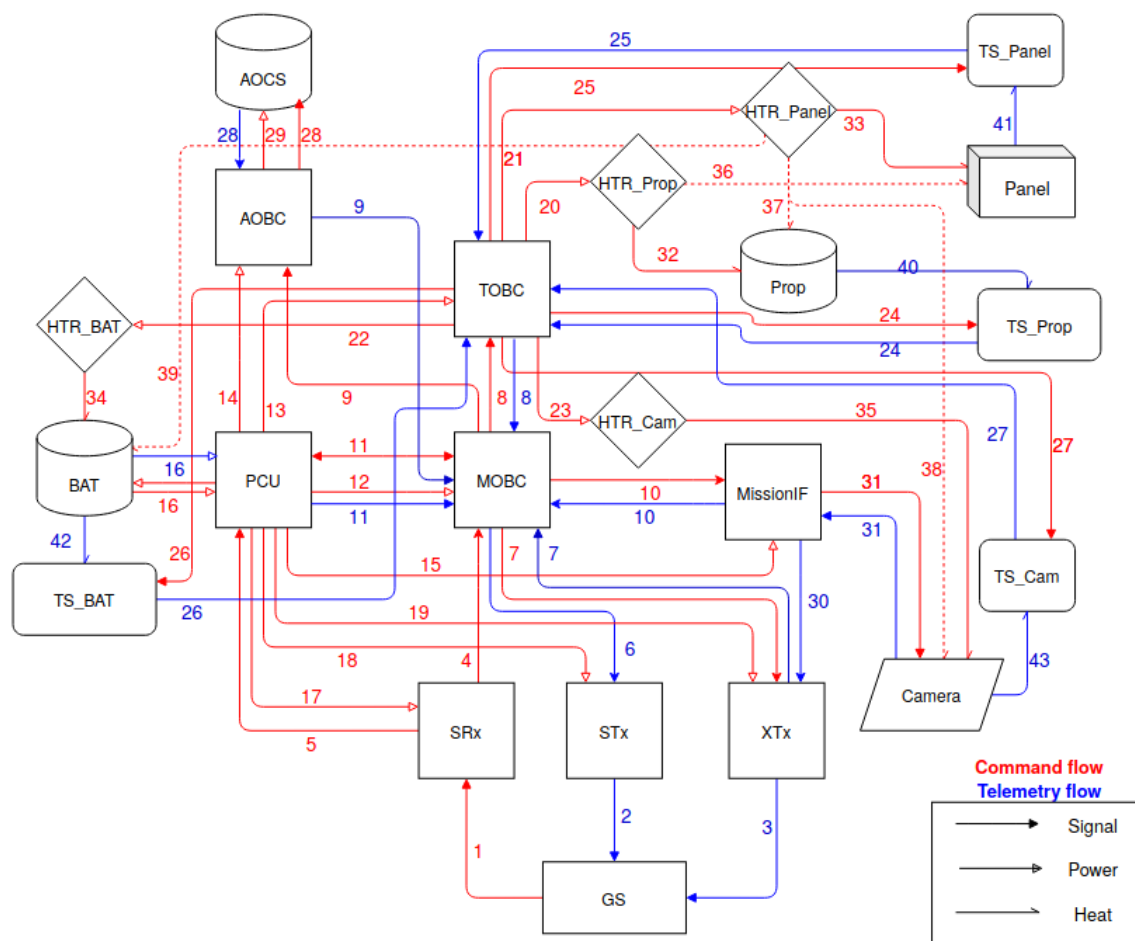 25
TS_Panel
AOCS
25
HTR_Panel
33
41
28
29
28
21
HTR_Prop
36
Panel
AOBC
9
20
37
32
TOBC
Prop
40
TS_Prop
HTR_BAT
22
24
24
39
34
14
13
9
8
8
23
HTR_Cam
35
27
27
38
BAT
16
16
PCU
11
12
11
MOBC
10
10
MissionIF
31
31
42
26
TS_BAT
26
15
7
7
TS_Cam
30
19
18
4
6
43
17
5
SRx
STx
XTx
Camera
1
2
3
GS
Command flow
Telemetry flow
Signal
Power
Heat